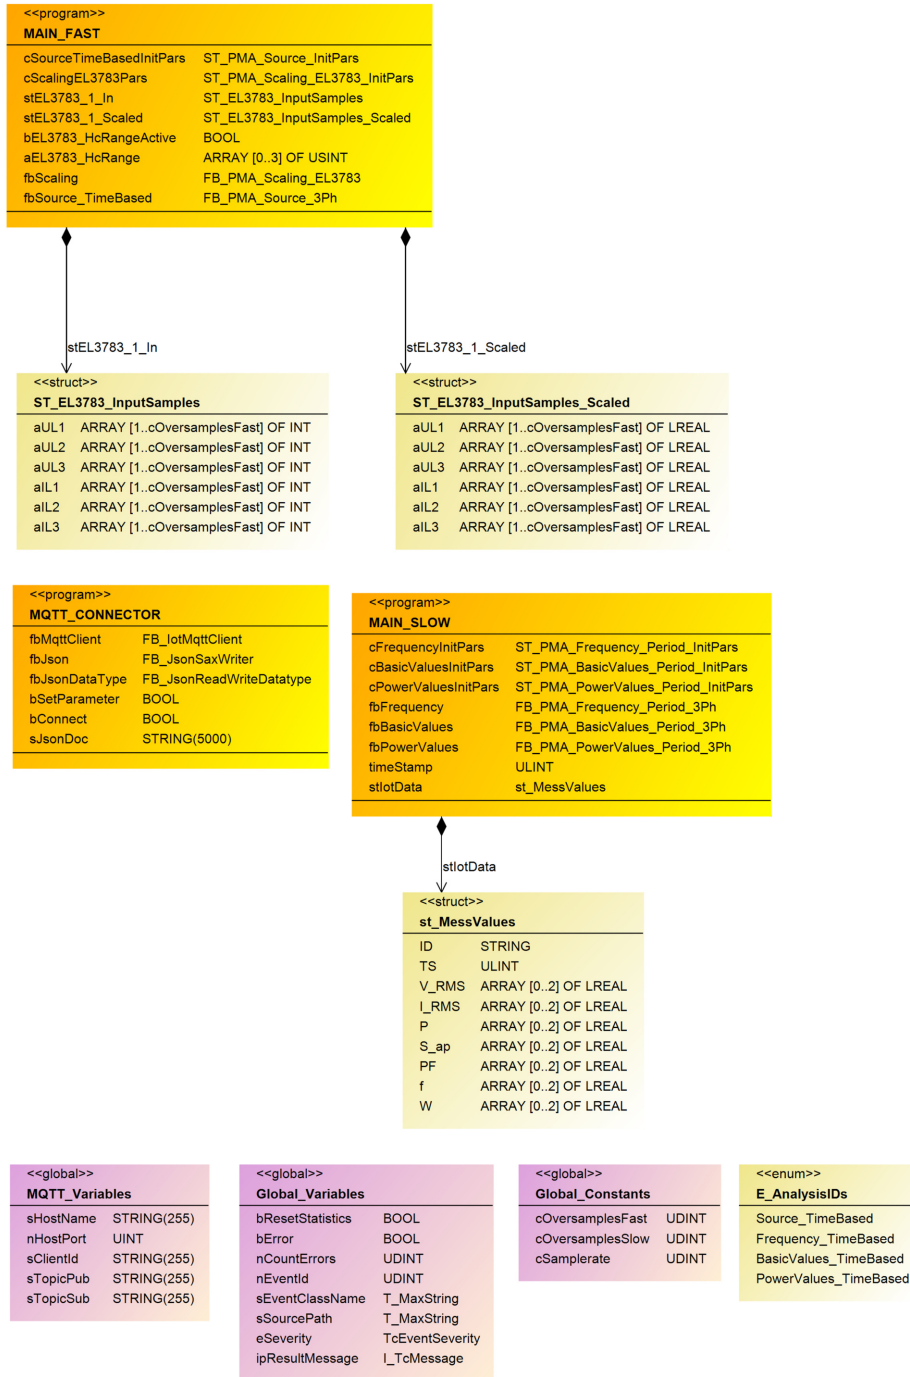 <<program>>
MAIN_FAST
cSourceTimeBasedInitPars ST_PMA_Source_InitPars
cScalingEL3783Pars ST_PMA_Scaling_EL3783_InitPars
stEL3783_1_In ST_EL3783_InputSamples
stEL3783_1_Scaled ST_EL3783_InputSamples_Scaled
bEL3783_HcRangeActive BOOL
aEL3783_HcRange ARRAY [0..3] OF USINT
fbScaling FB_PMA_Scaling_EL3783
fbSource_TimeBased FB_PMA_Source_3Ph
stEL3783_1_In
stEL3783_1_Scaled
<<struct>>
ST_EL3783_InputSamples
aUL1 ARRAY [1..cOversamplesFast] OF INT
aUL2 ARRAY [1..cOversamplesFast] OF INT
aUL3 ARRAY [1..cOversamplesFast] OF INT
aIL1 ARRAY [1..cOversamplesFast] OF INT
aIL2 ARRAY [1..cOversamplesFast] OF INT
aIL3 ARRAY [1..cOversamplesFast] OF INT
<<struct>>
ST_EL3783_InputSamples_Scaled
aUL1 ARRAY [1..cOversamplesFast] OF LREAL
aUL2 ARRAY [1..cOversamplesFast] OF LREAL
aUL3 ARRAY [1..cOversamplesFast] OF LREAL
aIL1 ARRAY [1..cOversamplesFast] OF LREAL
aIL2 ARRAY [1..cOversamplesFast] OF LREAL
aIL3 ARRAY [1..cOversamplesFast] OF LREAL
<<program>>
MQTT_CONNECTOR
fbMqttClient FB_IotMqttClient
fbJson FB_JsonSaxWriter
fbJsonDataType FB_JsonReadWriteDatatype
bSetParameter BOOL
bConnect BOOL
sJsonDoc STRING(5000)
<<program>>
MAIN_SLOW
cFrequencyInitPars ST_PMA_Frequency_Period_InitPars
cBasicValuesInitPars ST_PMA_BasicValues_Period_InitPars
cPowerValuesInitPars ST_PMA_PowerValues_Period_InitPars
fbFrequency FB_PMA_Frequency_Period_3Ph
fbBasicValues FB_PMA_BasicValues_Period_3Ph
fbPowerValues FB_PMA_PowerValues_Period_3Ph
timeStamp ULINT
stIotData st_MessValues
stIotData
<<struct>>
st_MessValues
ID STRING
TS ULINT
V_RMS ARRAY [0..2] OF LREAL
I_RMS ARRAY [0..2] OF LREAL
P ARRAY [0..2] OF LREAL
S_ap ARRAY [0..2] OF LREAL
PF ARRAY [0..2] OF LREAL
f ARRAY [0..2] OF LREAL
W ARRAY [0..2] OF LREAL
<<global>>
MQTT_Variables
sHostName STRING(255)
nHostPort UINT
sClientId STRING(255)
sTopicPub STRING(255)
sTopicSub STRING(255)
<<global>>
Global_Variables
bResetStatistics BOOL
bError BOOL
nCountErrors UDINT
nEventId UDINT
sEventClassName T_MaxString
sSourcePath T_MaxString
eSeverity TcEventSeverity
ipResultMessage I_TcMessage
<<global>>
Global_Constants
cOversamplesFast UDINT
cOversamplesSlow UDINT
cSamplerate UDINT
<<enum>>
E_AnalysisIDs
Source_TimeBased
Frequency_TimeBased
BasicValues_TimeBased
PowerValues_TimeBased